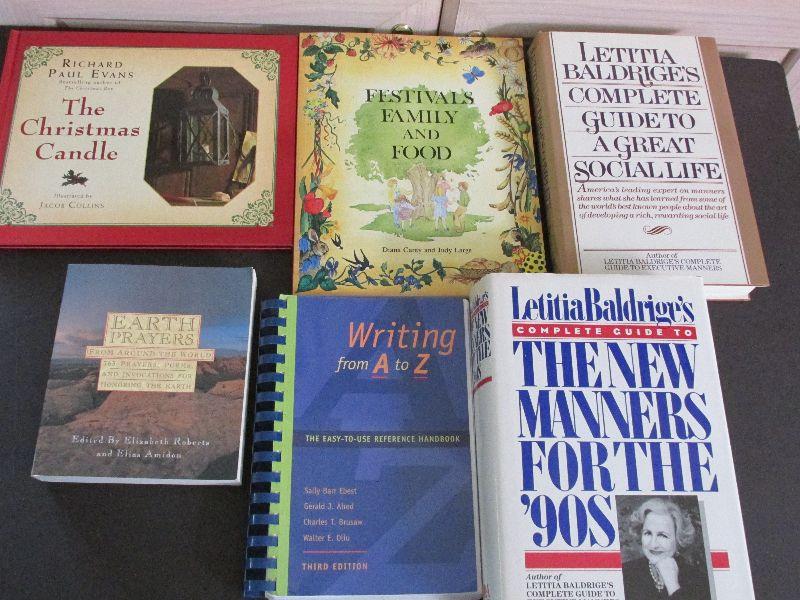 RICHARD
PAUL EVANS
Bestselling author of
The Christmas Box
The
Christmas
Candle
Illustrated by
JACOB COLLINS
FESTIVALS
FAMILY
AND
FOOD
Diana Carey and Judy Large
LETITIA
BALDRIGE'S
COMPLETE
GUIDE TO
A GREAT
SOCIAL LIFE
America's leading expert on manners
shares what she has learned from some of
the world's best known people about the art
of developing a rich, rewarding social life
Author of
LETITIA BALDRIGE'S COMPLETE
GUIDE TO EXECUTIVE MANNERS
EARTH
PRAYERS
FROM AROUND THE WORLD
365 PRAYERS, POEMS,
AND INVOCATIONS FOR
HONORING THE EARTH
Edited By Elizabeth Roberts
and Elias Amidon
Writing
from A to Z
THE EASY-TO-USE REFERENCE HANDBOOK
Sally Barr Ebest
Gerald J. Alred
Charles T. Brusaw
Walter E. Oliu
THIRD EDITION
Letitia Baldrige's
COMPLETE GUIDE TO
THE NEW
MANNERS
FOR THE
'90S
Author of
LETITIA BALDRIGE'S
COMPLETE GUIDE TO
EXECUTIVE MANNERS